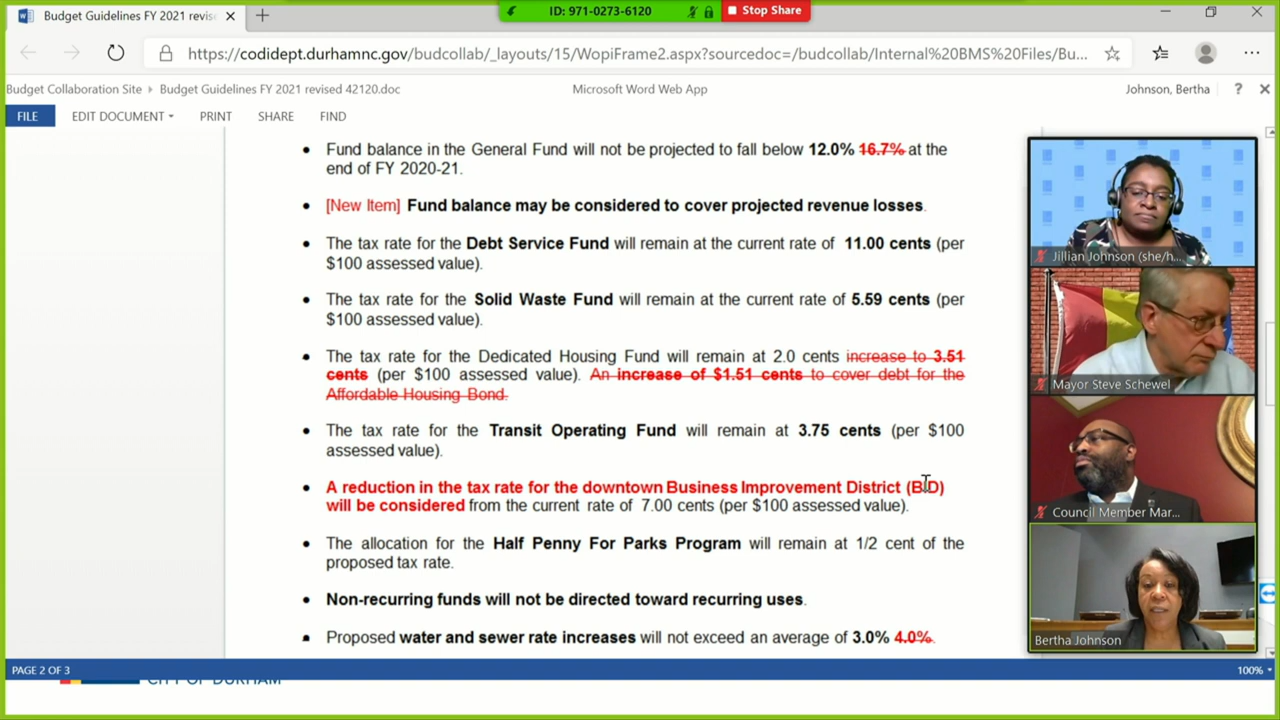 Budget Guidelines FY 2021 revise
ID: 971-0273-6120
Stop Share
https://codidept.durhamnc.gov/budcollab/_layouts/15/WopiFrame2.aspx?sourcedoc=/budcollab/Internal%20BMS%20Files/Bu...
Budget Collaboration Site
Budget Guidelines FY 2021 revised 42120.doc
Microsoft Word Web App
Johnson, Bertha
?
FILE
EDIT DOCUMENT
PRINT
SHARE
FIND
• Fund balance in the General Fund will not be projected to fall below 12.0% 16.7% at the
end of FY 2020-21.
• [New Item] Fund balance may be considered to cover projected revenue losses.
• The tax rate for the Debt Service Fund will remain at the current rate of 11.00 cents (per
$100 assessed value).
• The tax rate for the Solid Waste Fund will remain at the current rate of 5.59 cents (per
$100 assessed value).
• The tax rate for the Dedicated Housing Fund will remain at 2.0 cents increase to 3.51
cents (per $100 assessed value). An increase of $1.51 cents to cover debt for the
Affordable Housing Bond.
• The tax rate for the Transit Operating Fund will remain at 3.75 cents (per $100
assessed value).
• A reduction in the tax rate for the downtown Business Improvement District (BID)
will be considered from the current rate of 7.00 cents (per $100 assessed value).
• The allocation for the Half Penny For Parks Program will remain at 1/2 cent of the
proposed tax rate.
• Non-recurring funds will not be directed toward recurring uses.
• Proposed water and sewer rate increases will not exceed an average of 3.0% 4.0%.
Jillian Johnson (she/h...
Mayor Steve Schewel
Council Member Mar...
Bertha Johnson
PAGE 2 OF 3
100%
CITY OF DURHAM